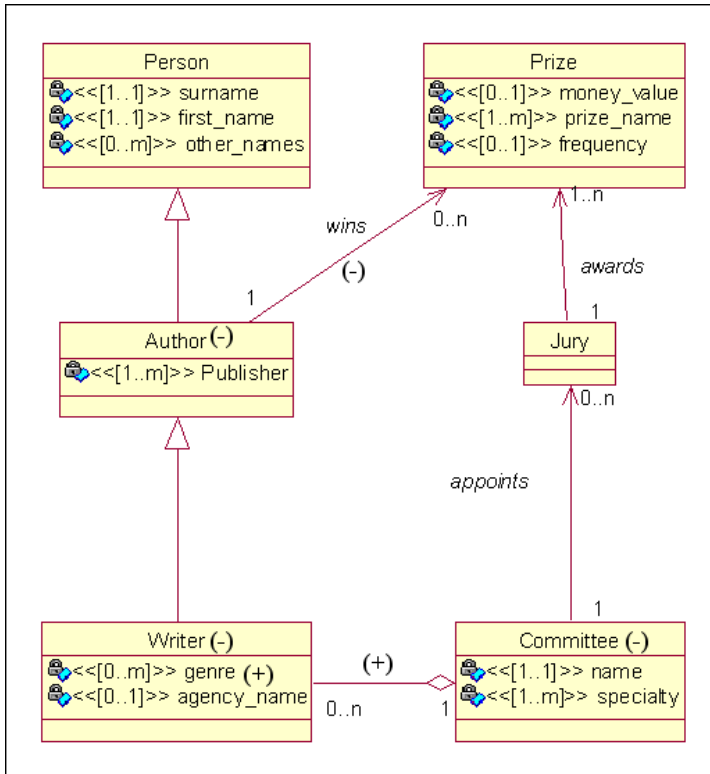 Person
<<[1..1]>> surname
<<[1..1]>> first_name
<<[0..m]>> other_names
Prize
<<[0..1]>> money_value
<<[1..m]>> prize_name
<<[0..1]>> frequency
wins
0..n
1..n
(-)
awards
1
1
Author (-)
<<[1..m]>> Publisher
Jury
0..n
appoints
1
Writer (-)
<<[0..m]>> genre (+)
<<[0..1]>> agency_name
(+)
0..n
1
Committee (-)
<<[1..1]>> name
<<[1..m]>> specialty